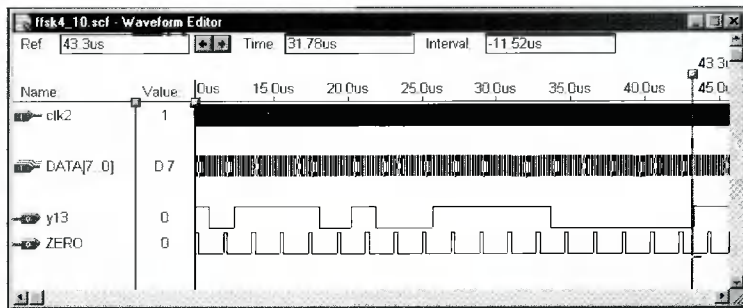 ffsk4_10.scf - Waveform Editor
Ref: 43.3us Time: 31.78us Interval: -11.52us
43.3u
Name: Value: 0us 15.0us 20.0us 25.0us 30.0us 35.0us 40.0us 45.0u
clk2 1
DATA[7..0] D7
y13 0
ZERO 0